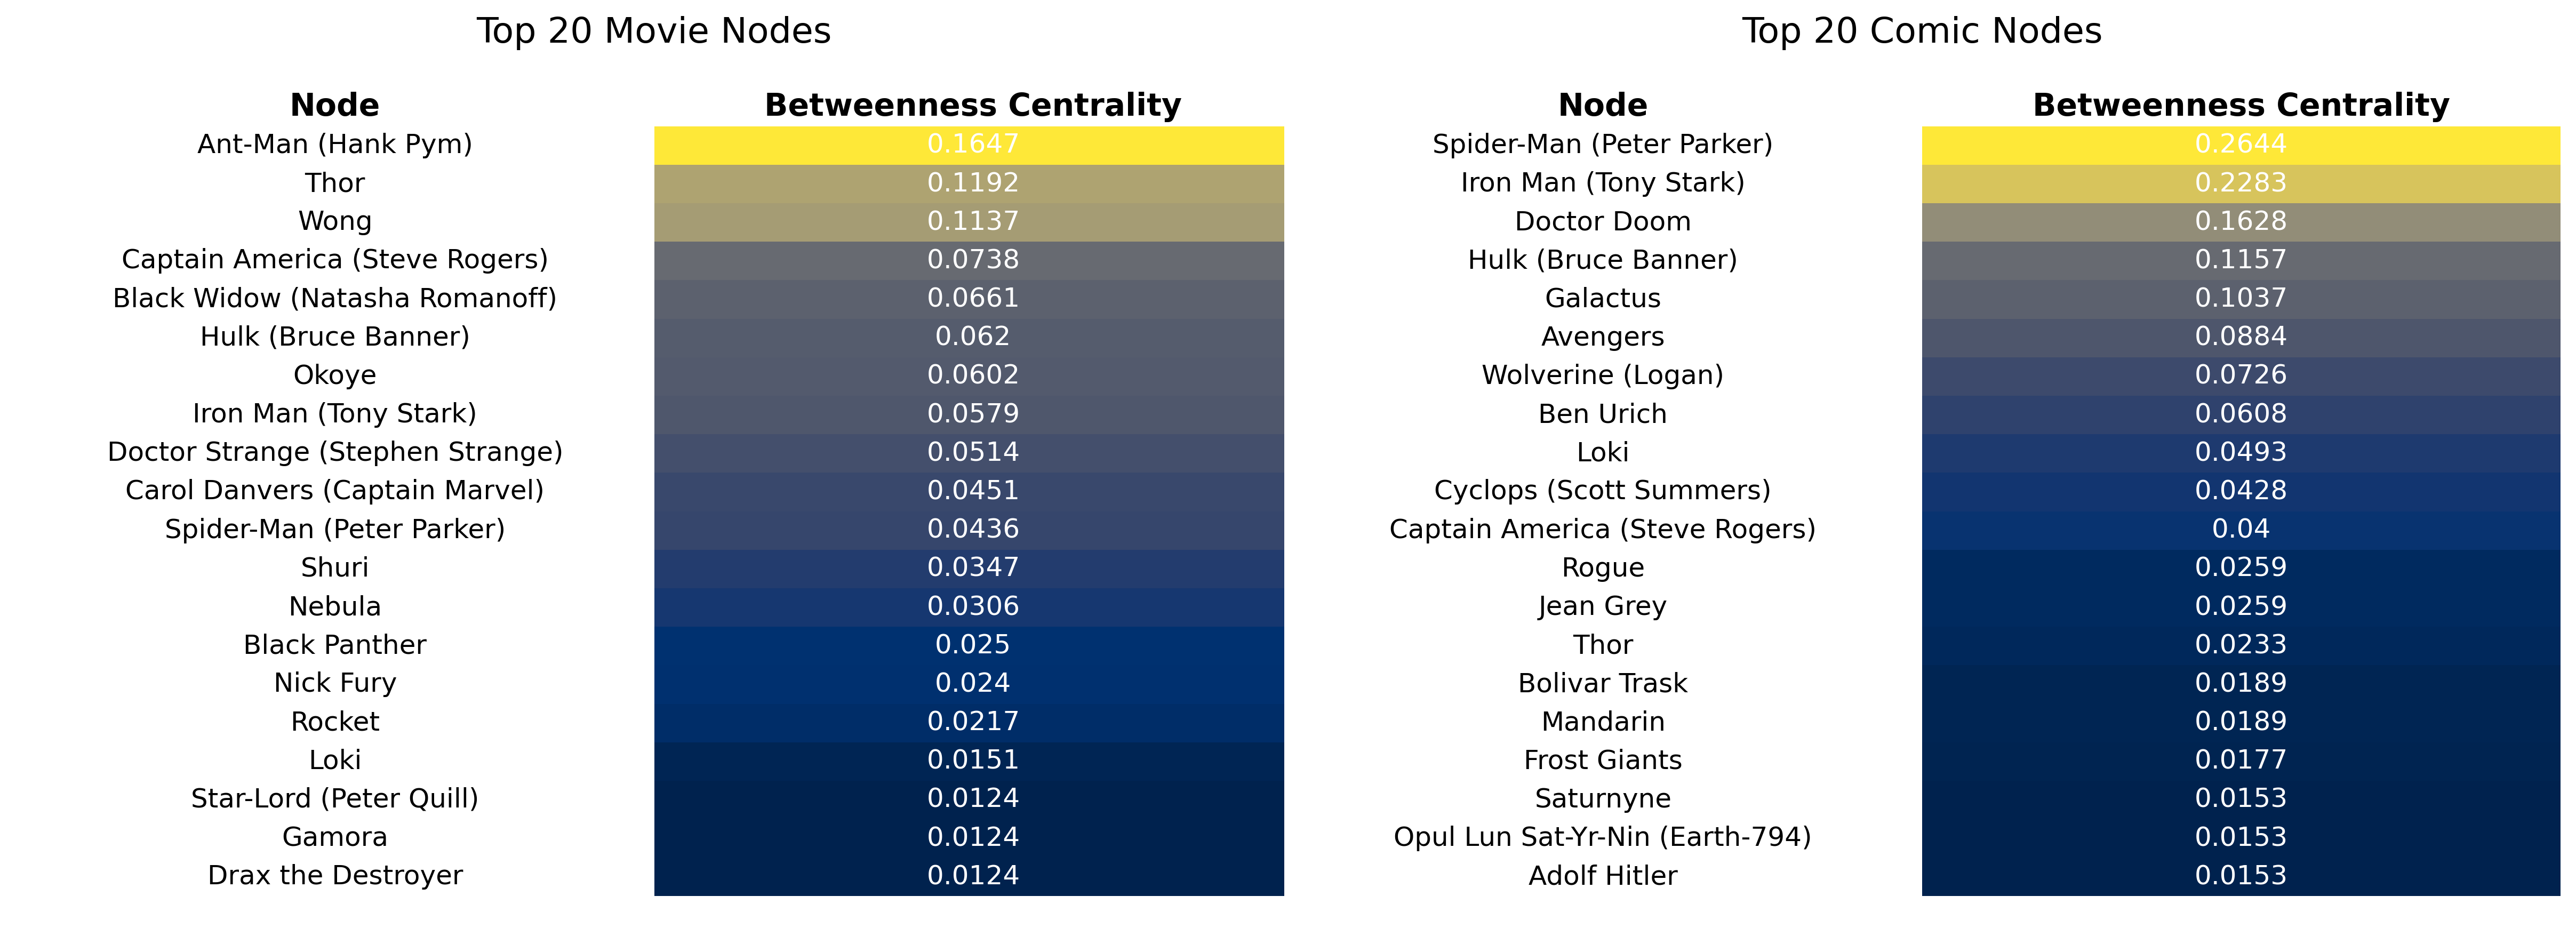 Top 20 Movie Nodes
Node Betweenness Centrality
Ant-Man (Hank Pym) 0.1647
Thor 0.1192
Wong 0.1137
Captain America (Steve Rogers) 0.0738
Black Widow (Natasha Romanoff) 0.0661
Hulk (Bruce Banner) 0.062
Okoye 0.0602
Iron Man (Tony Stark) 0.0579
Doctor Strange (Stephen Strange) 0.0514
Carol Danvers (Captain Marvel) 0.0451
Spider-Man (Peter Parker) 0.0436
Shuri 0.0347
Nebula 0.0306
Black Panther 0.025
Nick Fury 0.024
Rocket 0.0217
Loki 0.0151
Star-Lord (Peter Quill) 0.0124
Gamora 0.0124
Drax the Destroyer 0.0124
Top 20 Comic Nodes
Node Betweenness Centrality
Spider-Man (Peter Parker) 0.2644
Iron Man (Tony Stark) 0.2283
Doctor Doom 0.1628
Hulk (Bruce Banner) 0.1157
Galactus 0.1037
Avengers 0.0884
Wolverine (Logan) 0.0726
Ben Urich 0.0608
Loki 0.0493
Cyclops (Scott Summers) 0.0428
Captain America (Steve Rogers) 0.04
Rogue 0.0259
Jean Grey 0.0259
Thor 0.0233
Bolivar Trask 0.0189
Mandarin 0.0189
Frost Giants 0.0177
Saturnyne 0.0153
Opul Lun Sat-Yr-Nin (Earth-794) 0.0153
Adolf Hitler 0.0153